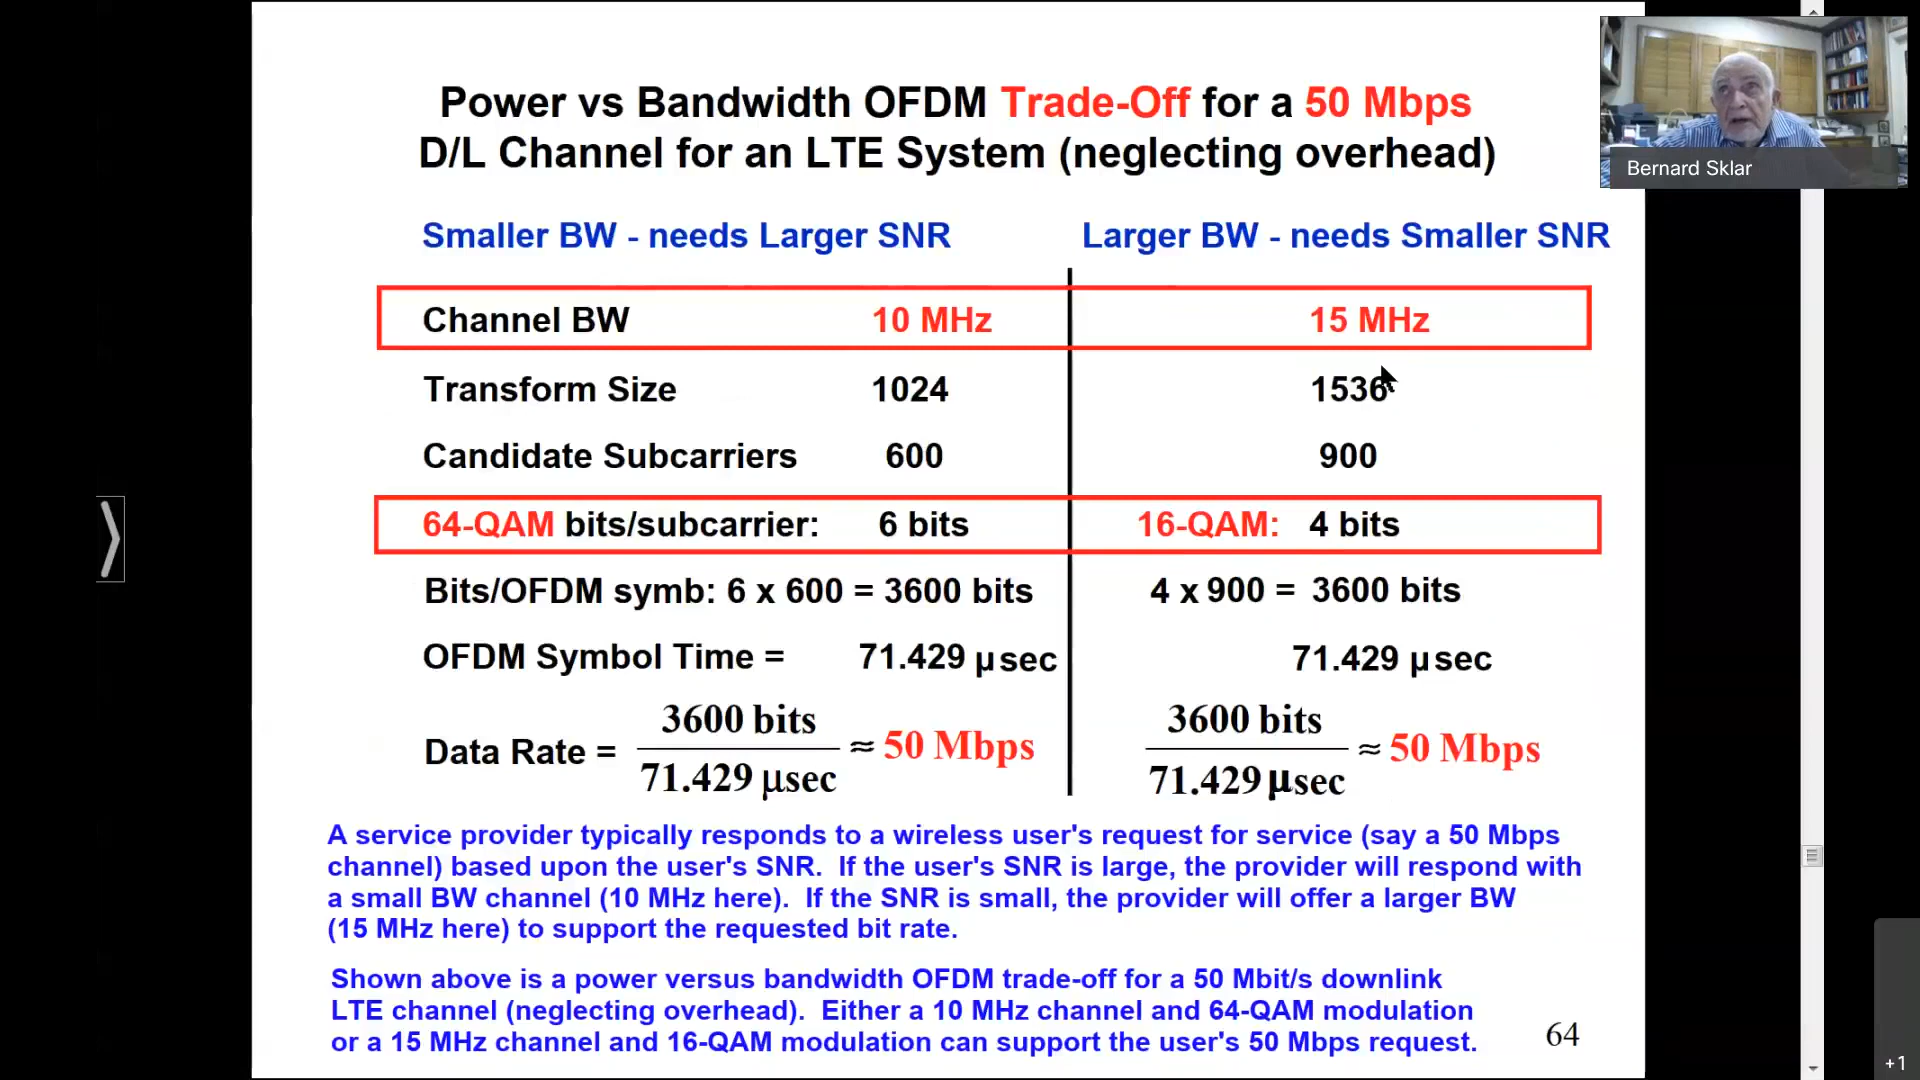 Power vs Bandwidth OFDM Trade-Off for a 50 Mbps
D/L Channel for an LTE System (neglecting overhead)
Bernard Sklar
Smaller BW - needs Larger SNR
Larger BW - needs Smaller SNR
Channel BW 10 MHz 15 MHz
Transform Size 1024 1536
Candidate Subcarriers 600 900
64-QAM bits/subcarrier: 6 bits 16-QAM: 4 bits
Bits/OFDM symb: 6 x 600 = 3600 bits 4 x 900 = 3600 bits
OFDM Symbol Time = 71.429 μsec 71.429 μsec
3600 bits 3600 bits
Data Rate = ≈ 50 Mbps ≈ 50 Mbps
71.429 μsec 71.429 μsec
A service provider typically responds to a wireless user's request for service (say a 50 Mbps
channel) based upon the user's SNR. If the user's SNR is large, the provider will respond with
a small BW channel (10 MHz here). If the SNR is small, the provider will offer a larger BW
(15 MHz here) to support the requested bit rate.
Shown above is a power versus bandwidth OFDM trade-off for a 50 Mbit/s downlink
LTE channel (neglecting overhead). Either a 10 MHz channel and 64-QAM modulation
or a 15 MHz channel and 16-QAM modulation can support the user's 50 Mbps request.
64
+1